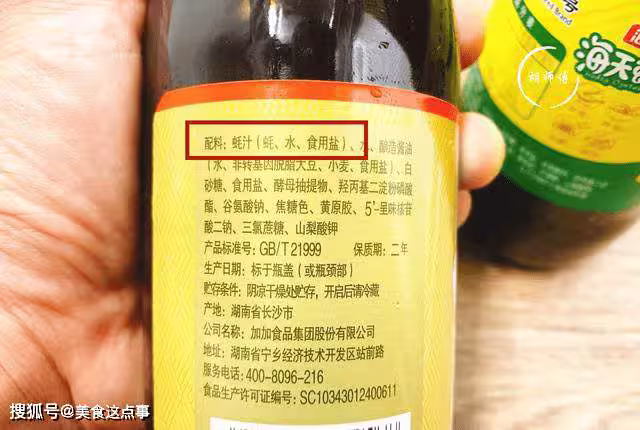 配料：蚝汁（蚝、水、食用盐）、水、酿造酱油
（水、非转基因脱脂大豆、小麦、食用盐）、白
砂糖、食用盐、酵母抽提物、羟丙基二淀粉磷酸
酯、谷氨酸钠、焦糖色、黄原胶、5'-呈味核苷
酸二钠、三氯蔗糖、山梨酸钾
产品标准号：GB/T 21999 保质期：二年
生产日期：标于瓶盖（或瓶颈部）
贮存条件：阴凉干燥处贮存，开启后请冷藏
产地：湖南省长沙市
公司名称：加加食品集团股份有限公司
地址：湖南省宁乡经济技术开发区站前路
服务电话：400-8096-216
食品生产许可证编号：SC10343012400611
号
Brand
海天
胡师傅
搜狐号@美食这点事